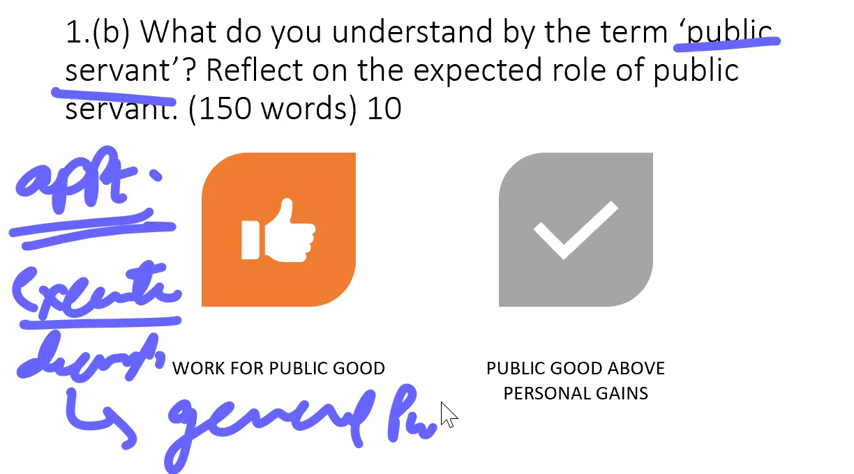 1.(b) What do you understand by the term ‘public
servant’? Reflect on the expected role of public
servant. (150 words) 10
appt.
WORK FOR PUBLIC GOOD
PUBLIC GOOD ABOVE
PERSONAL GAINS
general